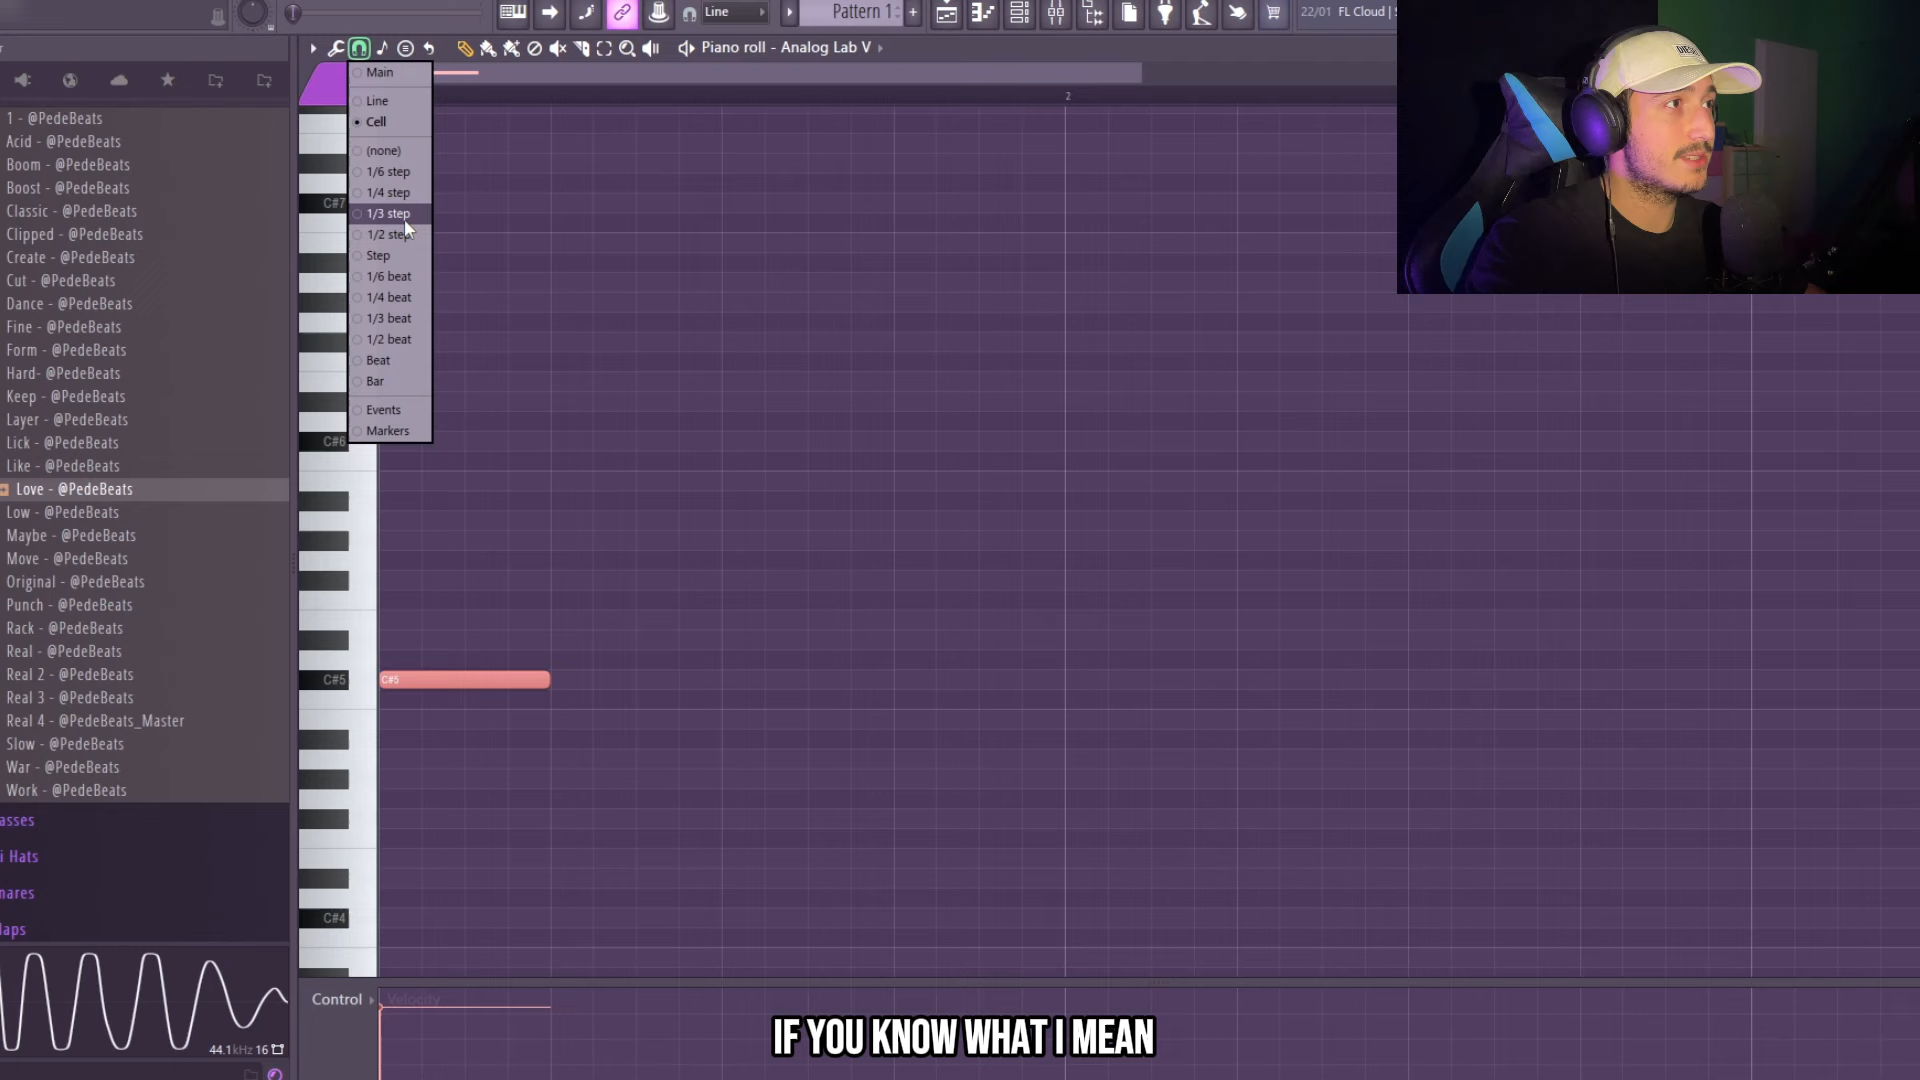 Line
Pattern 1
22/01 FL Cloud | S
Piano roll - Analog Lab V
Main
Line
Cell
(none)
1/6 step
1/4 step
1/3 step
1/2 step
Step
1/6 beat
1/4 beat
1/3 beat
1/2 beat
Beat
Bar
Events
Markers
2
DIESEL
1 - @PedeBeats
Acid - @PedeBeats
Boom - @PedeBeats
Boost - @PedeBeats
Classic - @PedeBeats
Clipped - @PedeBeats
Create - @PedeBeats
Cut - @PedeBeats
Dance - @PedeBeats
Fine - @PedeBeats
Form - @PedeBeats
Hard- @PedeBeats
Keep - @PedeBeats
Layer - @PedeBeats
Lick - @PedeBeats
Like - @PedeBeats
Love - @PedeBeats
Low - @PedeBeats
Maybe - @PedeBeats
Move - @PedeBeats
Original - @PedeBeats
Punch - @PedeBeats
Rack - @PedeBeats
Real - @PedeBeats
Real 2 - @PedeBeats
Real 3 - @PedeBeats
Real 4 - @PedeBeats_Master
Slow - @PedeBeats
War - @PedeBeats
Work - @PedeBeats
asses
i Hats
nares
laps
44.1kHz 16
C#7
C#6
C#5
C#5
C#4
Control
Velocity
IF YOU KNOW WHAT I MEAN